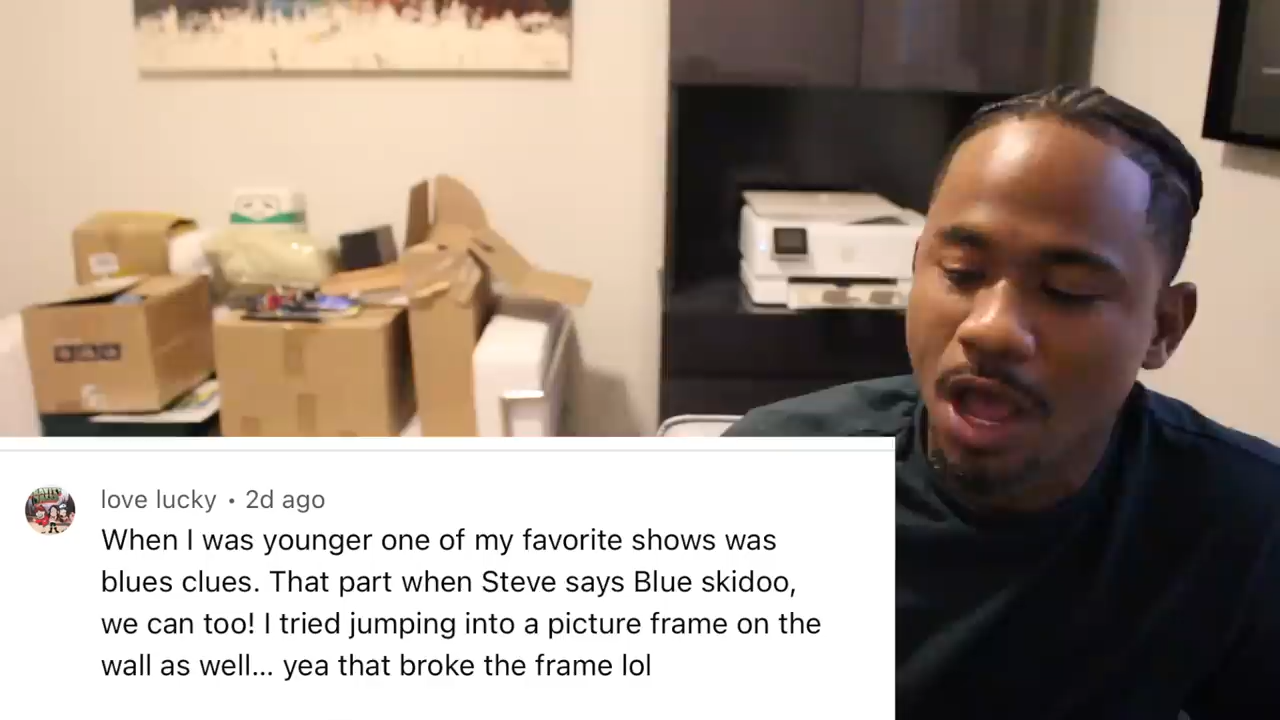 love lucky • 2d ago
When I was younger one of my favorite shows was
blues clues. That part when Steve says Blue skidoo,
we can too! I tried jumping into a picture frame on the
wall as well... yea that broke the frame lol